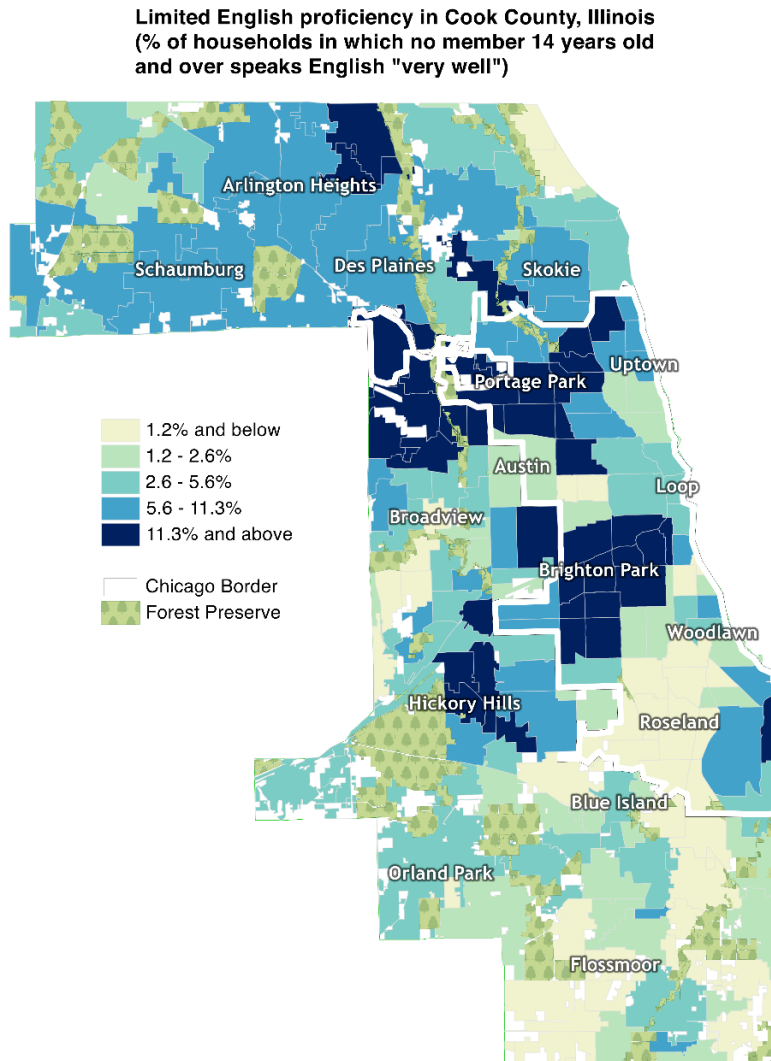 Limited English proficiency in Cook County, Illinois
(% of households in which no member 14 years old
and over speaks English "very well")
Arlington Heights
Schaumburg
Des Plaines
Skokie
Uptown
Portage Park
1.2% and below
1.2 - 2.6%
2.6 - 5.6%
5.6 - 11.3%
11.3% and above
Chicago Border
Forest Preserve
Austin
Loop
Broadview
Brighton Park
Woodlawn
Hickory Hills
Roseland
Blue Island
Orland Park
Flossmoor